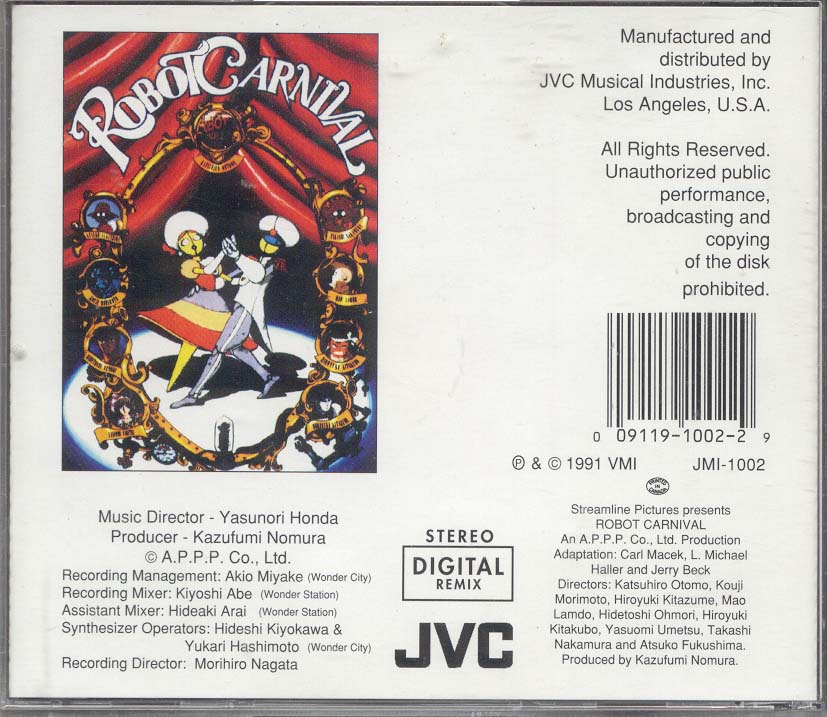 ROBOT CARNIVAL
Manufactured and
distributed by
JVC Musical Industries, Inc.
Los Angeles, U.S.A.
All Rights Reserved.
Unauthorized public
performance,
broadcasting and
copying
of the disk
prohibited.
0 09119-1002-2 9
℗ & © 1991 VMI JMI-1002
PRINTED IN CANADA
Music Director - Yasunori Honda
Producer - Kazufumi Nomura
© A.P.P.P. Co., Ltd.
Recording Management: Akio Miyake (Wonder City)
Recording Mixer: Kiyoshi Abe (Wonder Station)
Assistant Mixer: Hideaki Arai (Wonder Station)
Synthesizer Operators: Hideshi Kiyokawa &
Yukari Hashimoto (Wonder City)
Recording Director: Morihiro Nagata
STEREO
DIGITAL
REMIX
JVC
Streamline Pictures presents
ROBOT CARNIVAL
An A.P.P.P. Co., Ltd. Production
Adaptation: Carl Macek, L. Michael
Haller and Jerry Beck
Directors: Katsuhiro Otomo, Kouji
Morimoto, Hiroyuki Kitazume, Mao
Lamdo, Hidetoshi Ohmori, Hiroyuki
Kitakubo, Yasuomi Umetsu, Takashi
Nakamura and Atsuko Fukushima.
Produced by Kazufumi Nomura.